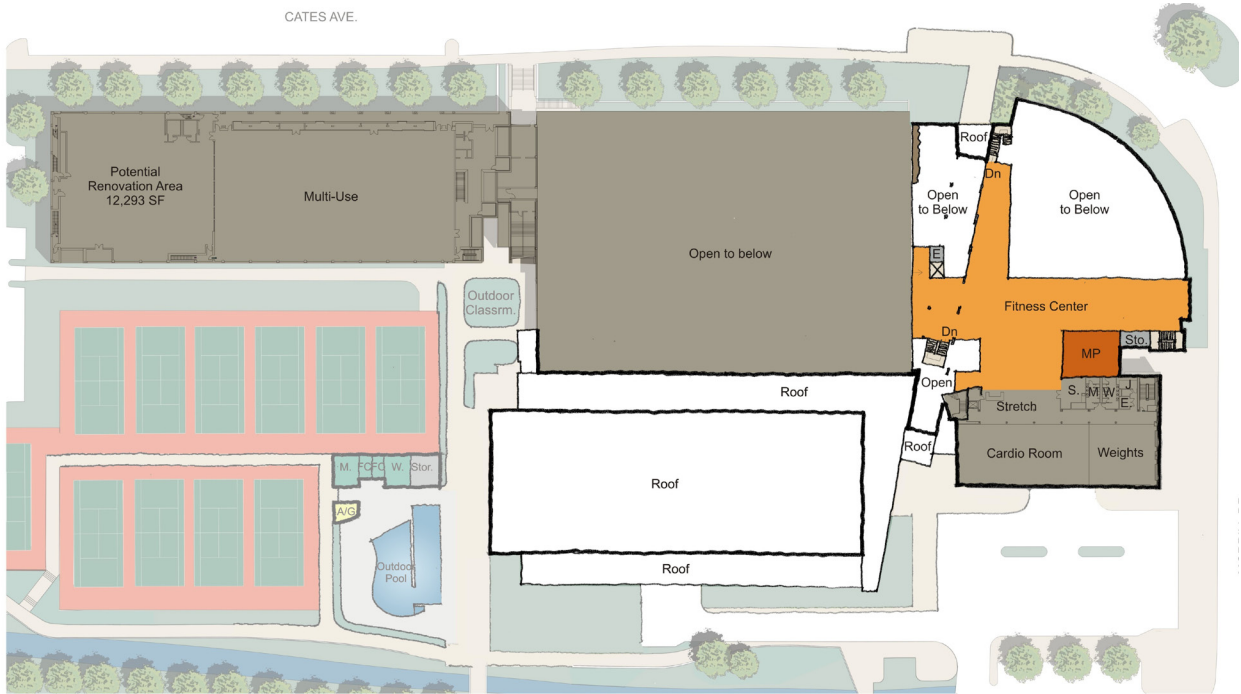 CATES AVE.
Roof
Dn
Potential
Renovation Area
12,293 SF
Multi-Use
Open
to Below
Open
to Below
Open to below
E
Outdoor
Classrm.
Fitness Center
Dn
Sto.
MP
Open
Roof
S.
M
W.
J.
E.
Stretch
Roof
Cardio Room
Weights
M.
FC
FC
W.
Stor.
Roof
A/G
Outdoor
Pool
Roof